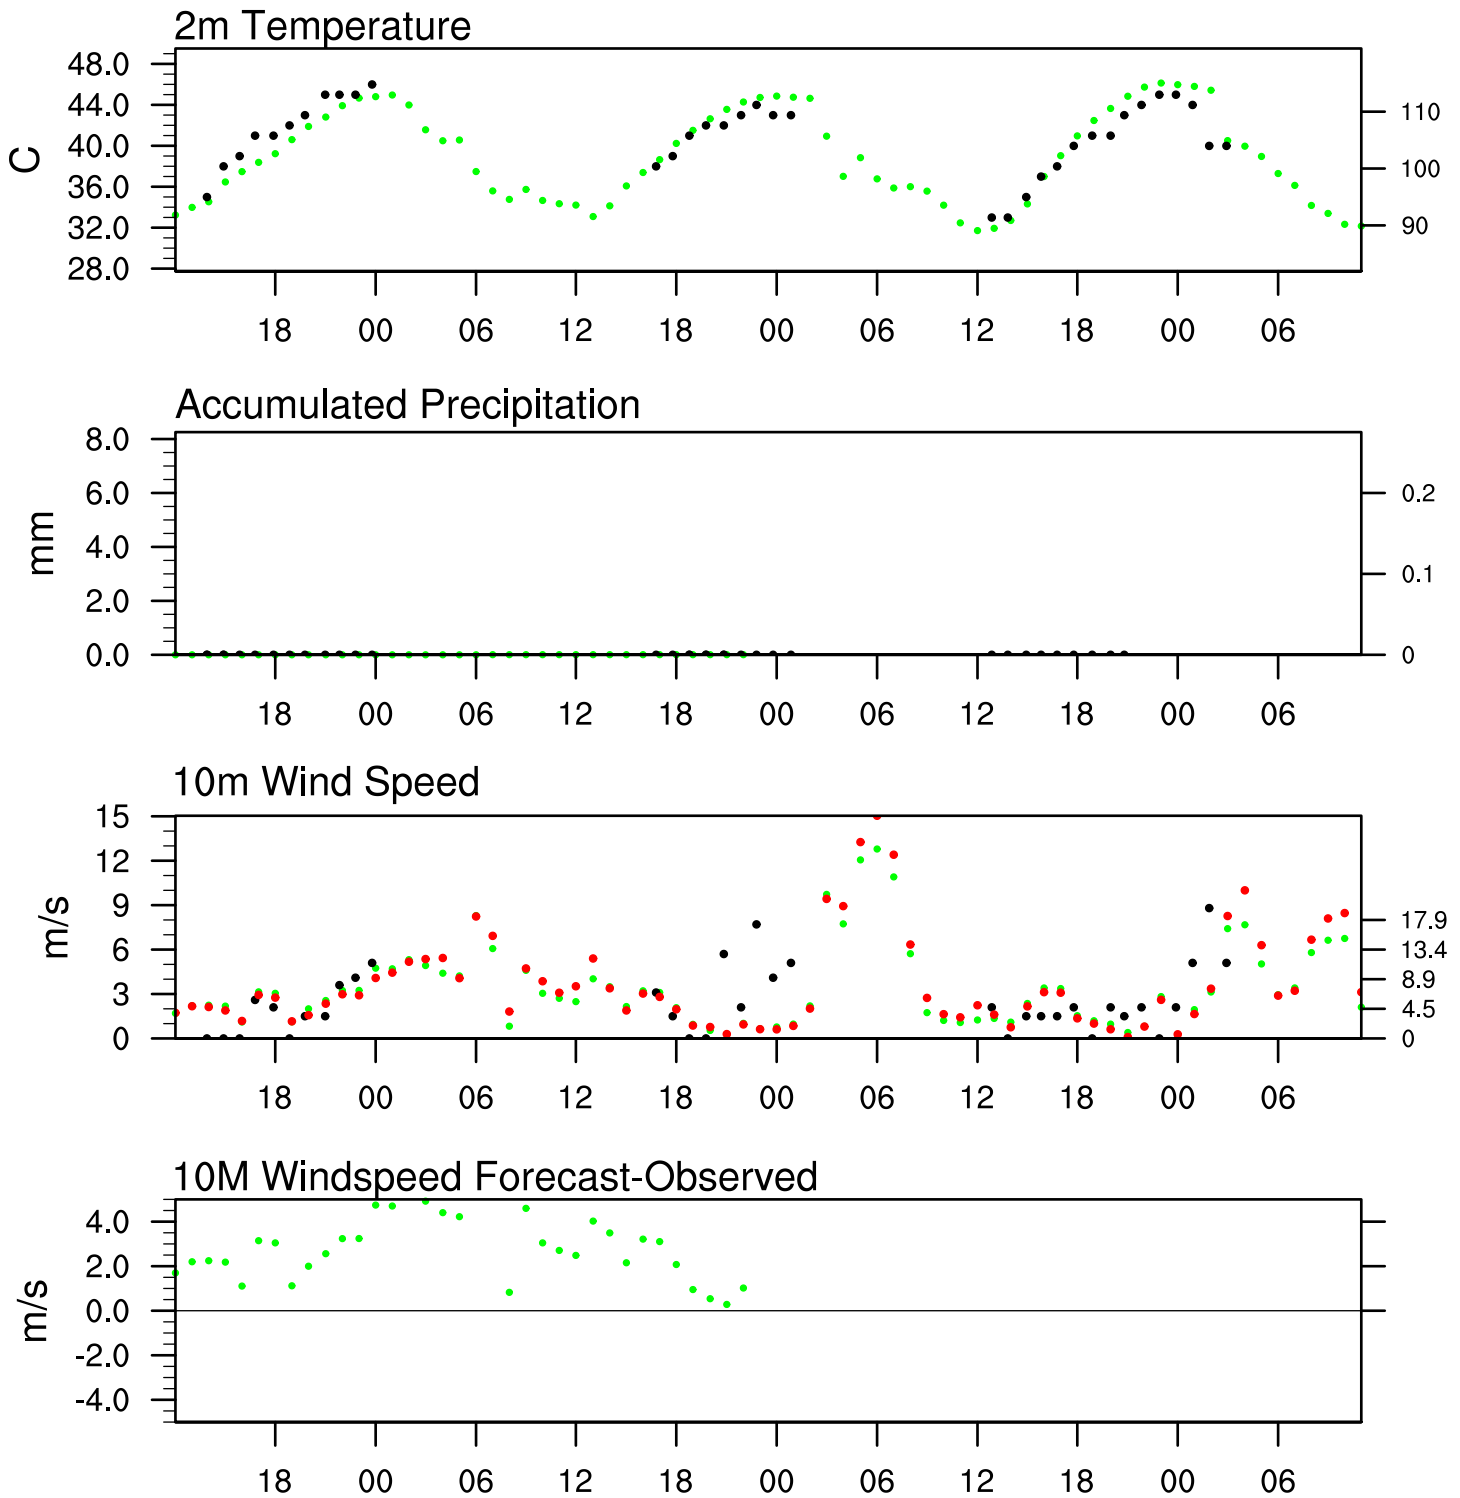 2m Temperature
48.0
44.0
40.0
36.0
32.0
28.0
C
110
100
90
18 00 06 12 18 00 06 12 18 00 06
Accumulated Precipitation
8.0
6.0
4.0
2.0
0.0
mm
0.2
0.1
0
18 00 06 12 18 00 06 12 18 00 06
10m Wind Speed
15
12
9
6
3
0
m/s
17.9
13.4
8.9
4.5
0
18 00 06 12 18 00 06 12 18 00 06
10M Windspeed Forecast-Observed
4.0
2.0
0.0
-2.0
-4.0
m/s
18 00 06 12 18 00 06 12 18 00 06